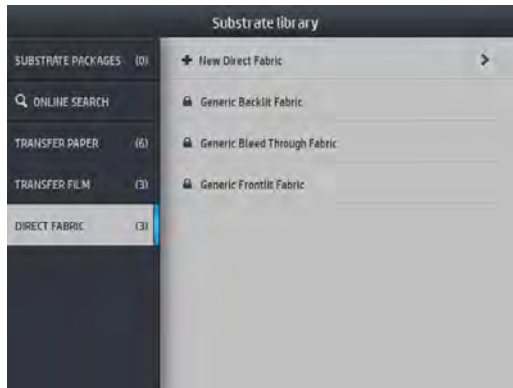 Substrate library
SUBSTRATE PACKAGES (0)
ONLINE SEARCH
TRANSFER PAPER (6)
TRANSFER FILM (3)
DIRECT FABRIC (3)
New Direct Fabric
Generic Backlit Fabric
Generic Bleed Through Fabric
Generic Frontlit Fabric